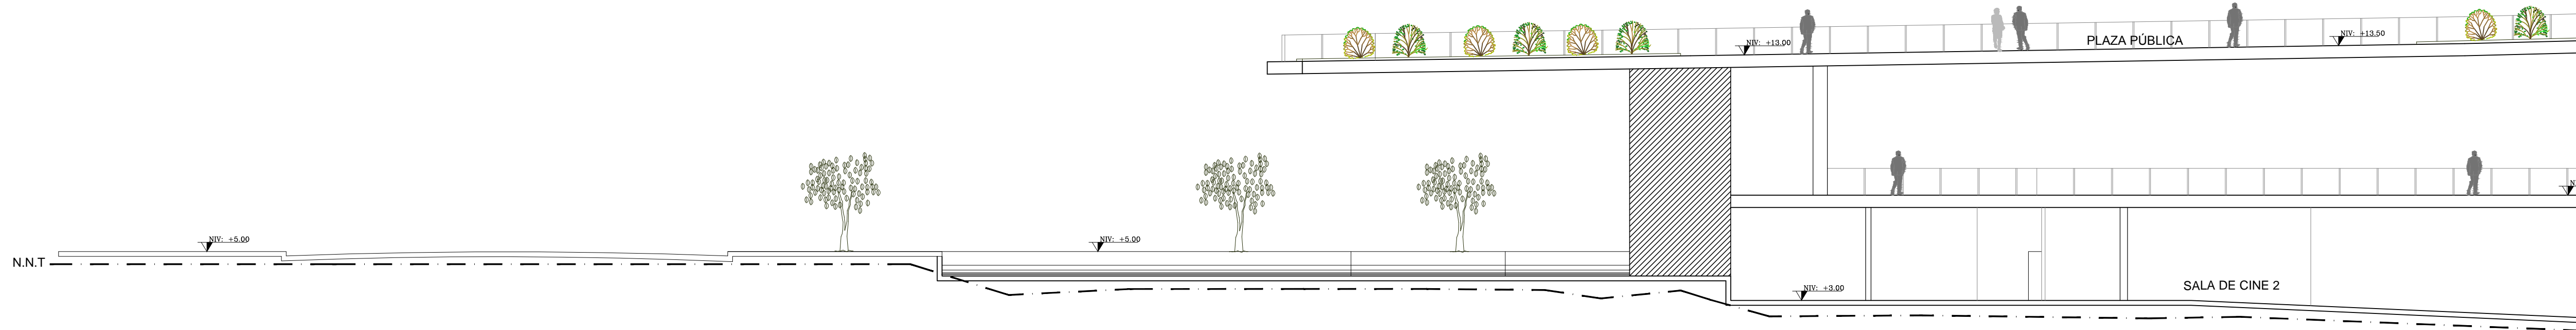 NIV: +13.00
PLAZA PÚBLICA
NIV: +13.50
NIV: +5.00
NIV: +5.00
N.N.T
SALA DE CINE 2
NIV: +3.00